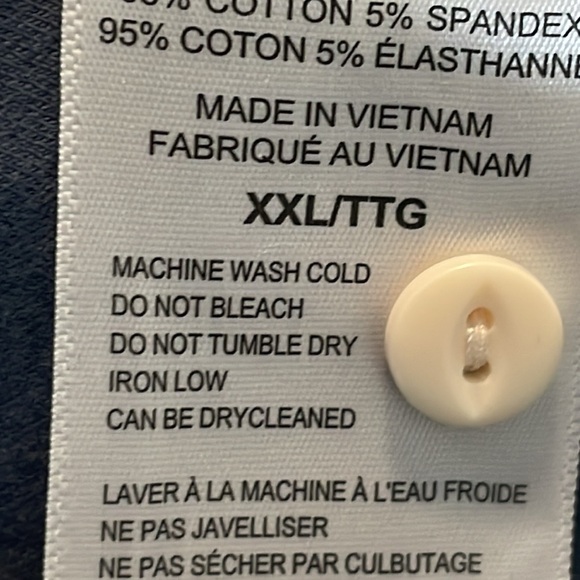 95% COTTON 5% SPANDEX
95% COTON 5% ÉLASTHANNE
MADE IN VIETNAM
FABRIQUÉ AU VIETNAM
XXL/TTG
MACHINE WASH COLD
DO NOT BLEACH
DO NOT TUMBLE DRY
IRON LOW
CAN BE DRYCLEANED
LAVER À LA MACHINE À L'EAU FROIDE
NE PAS JAVELLISER
NE PAS SÉCHER PAR CULBUTAGE